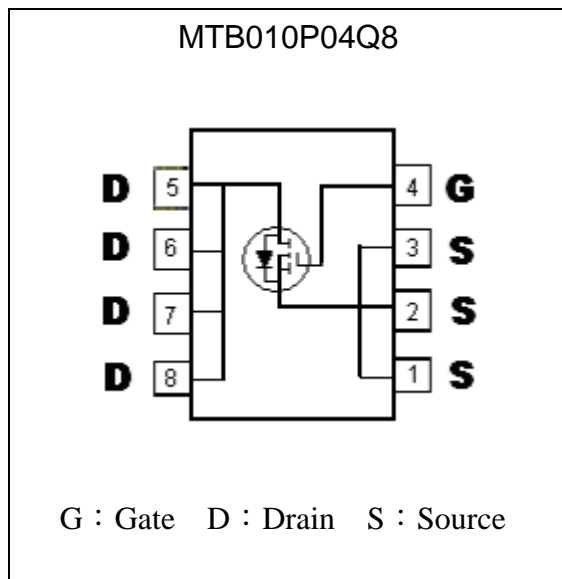 MTB010P04Q8
D 5 4 G
D 6 3 S
D 7 2 S
D 8 1 S
G：Gate D：Drain S：Source